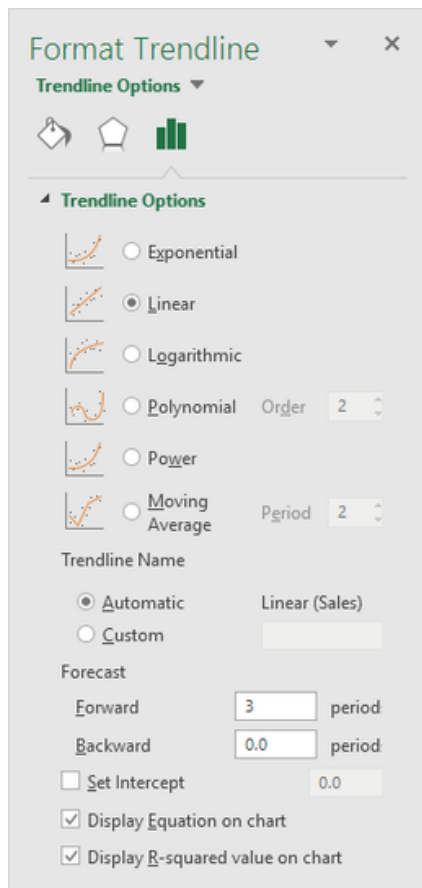 Format Trendline
Trendline Options
Trendline Options
Exponential
Linear
Logarithmic
Polynomial Order 2
Power
Moving
Average Period 2
Trendline Name
Automatic Linear (Sales)
Custom
Forecast
Forward 3 period
Backward 0.0 period
Set Intercept 0.0
Display Equation on chart
Display R-squared value on chart